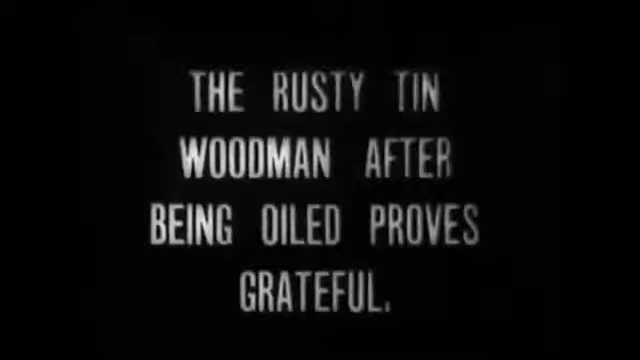 THE RUSTY TIN
WOODMAN AFTER
BEING OILED PROVES
GRATEFUL.